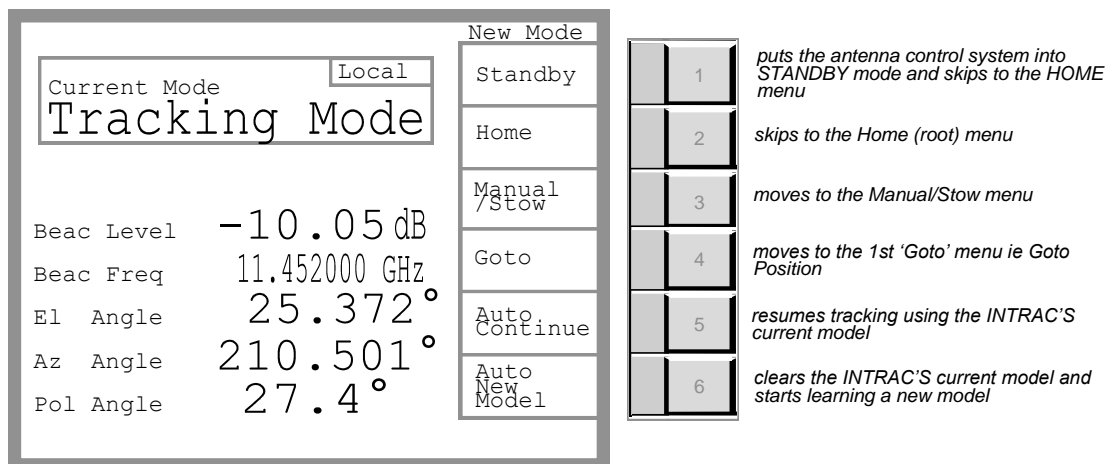 New Mode
Local
Current Mode
Tracking Mode
Beac Level -10.05 dB
Beac Freq 11.452000 GHz
El Angle 25.372°
Az Angle 210.501°
Pol Angle 27.4°
Standby
Home
Manual
/Stow
Goto
Auto
Continue
Auto
New
Model
1
puts the antenna control system into
STANDBY mode and skips to the HOME
menu
2
skips to the Home (root) menu
3
moves to the Manual/Stow menu
4
moves to the 1st ‘Goto’ menu ie Goto
Position
5
resumes tracking using the INTRAC'S
current model
6
clears the INTRAC'S current model and
starts learning a new model